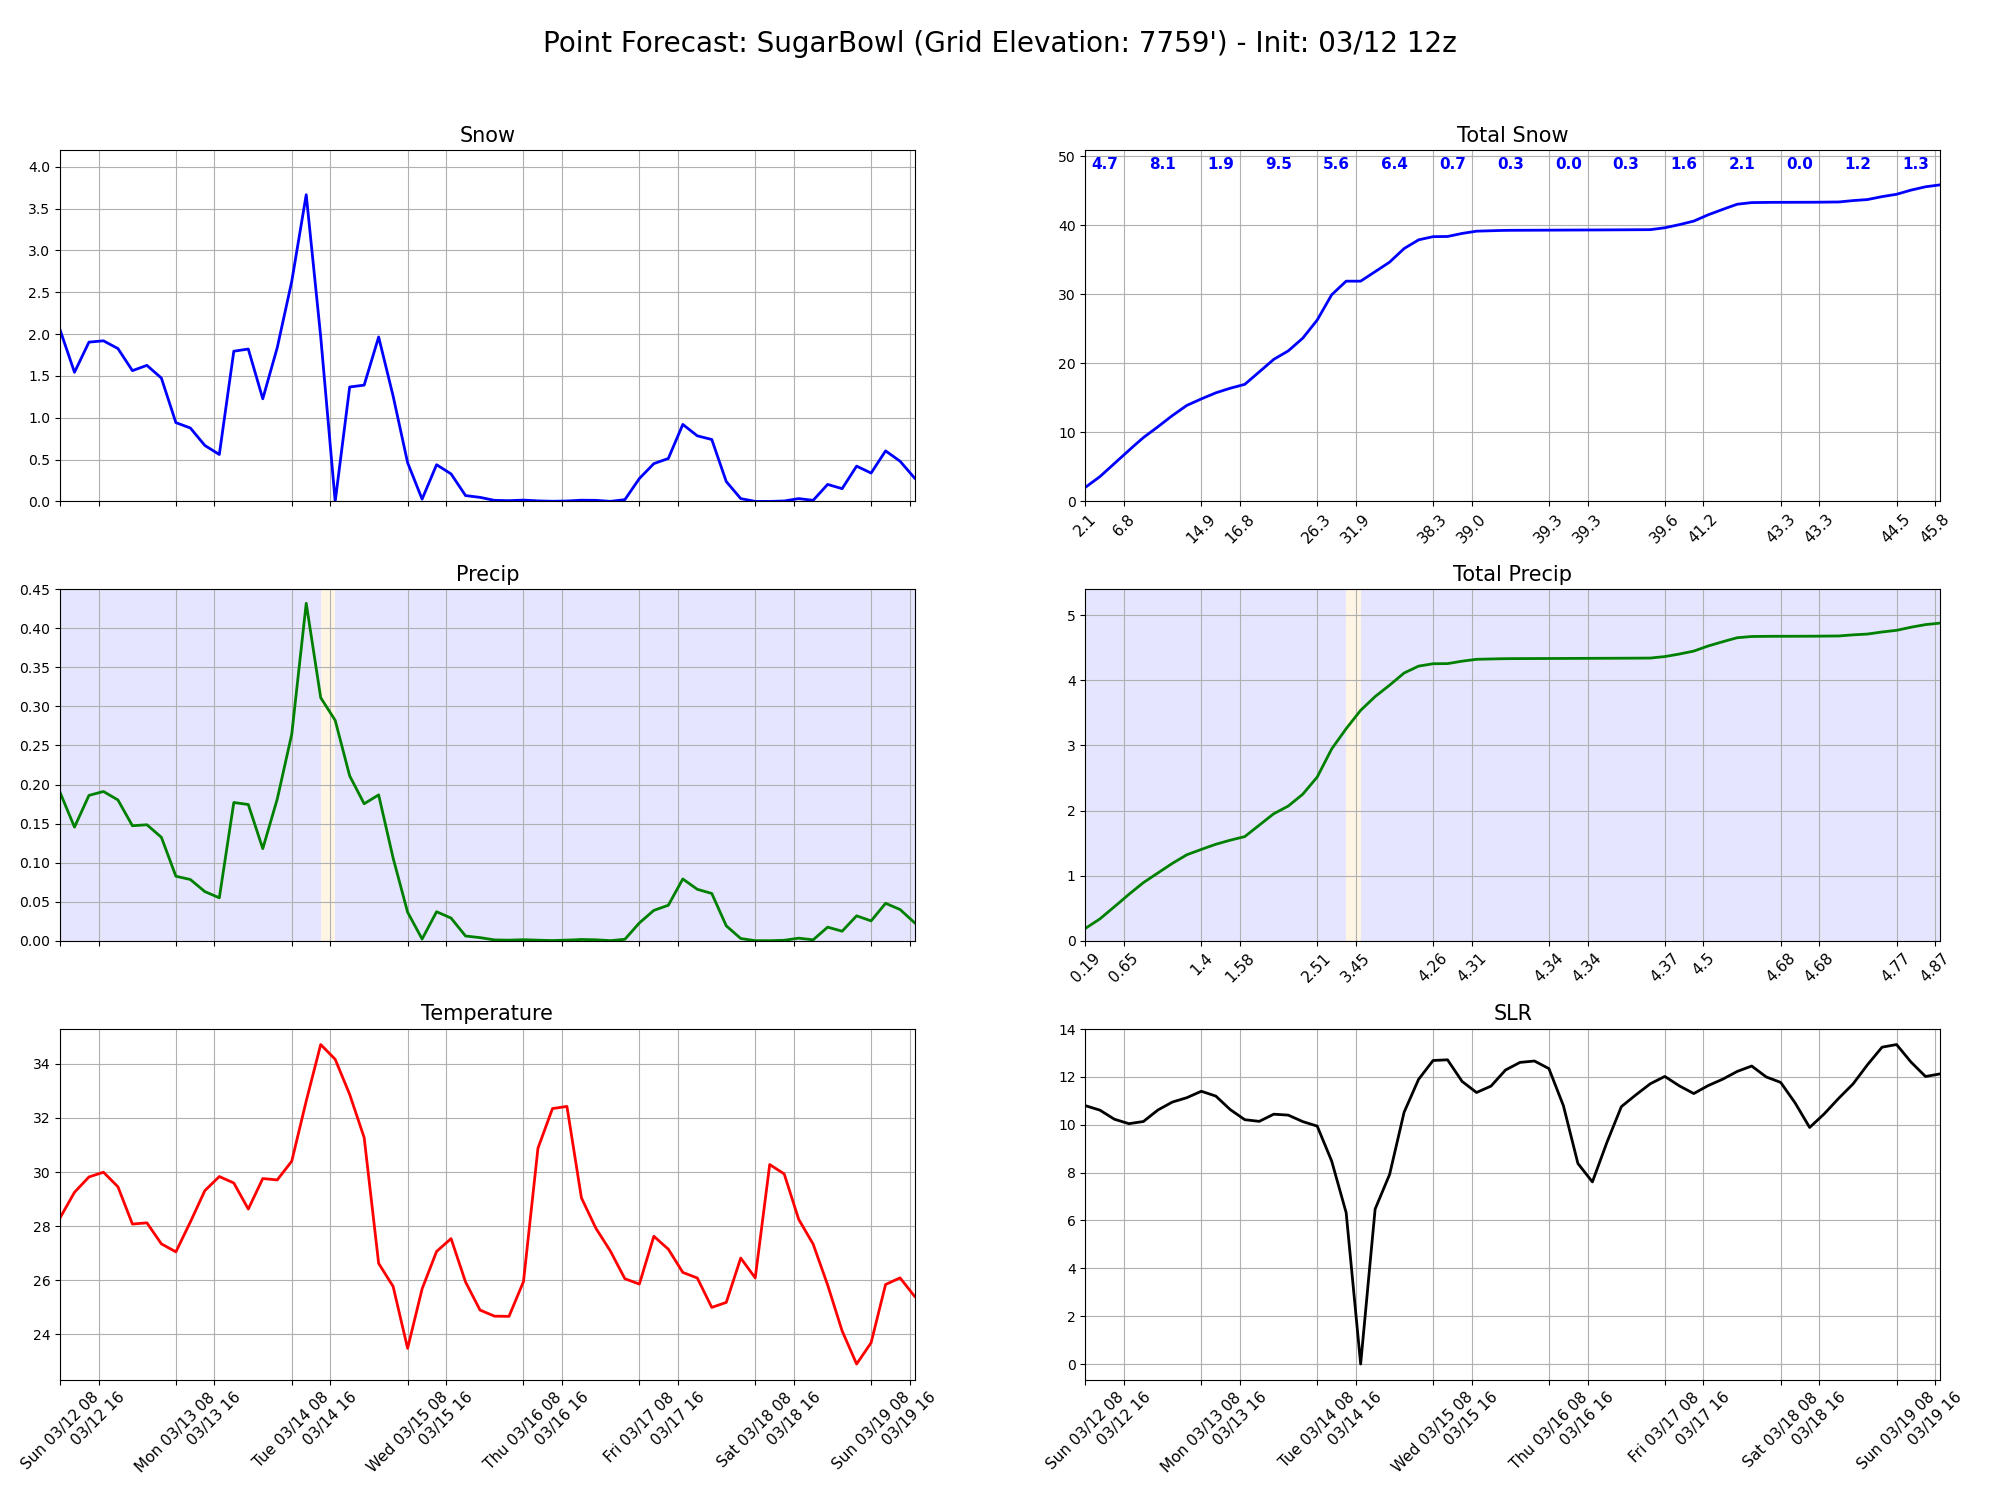 Point Forecast: SugarBowl (Grid Elevation: 7759') - Init: 03/12 12z
Snow
4.0
3.5
3.0
2.5
2.0
1.5
1.0
0.5
0.0
Total Snow
50
40
30
20
10
0
4.7 8.1 1.9 9.5 5.6 6.4 0.7 0.3 0.0 0.3 1.6 2.1 0.0 1.2 1.3
2.1 6.8 14.9 16.8 26.3 31.9 38.3 39.0 39.3 39.3 39.6 41.2 43.3 43.3 44.5 45.8
Precip
0.45
0.40
0.35
0.30
0.25
0.20
0.15
0.10
0.05
0.00
Total Precip
5
4
3
2
1
0
0.19 0.65 1.4 1.58 2.51 3.45 4.26 4.31 4.34 4.34 4.37 4.5 4.68 4.68 4.77 4.87
Temperature
34
32
30
28
26
24
Sun 03/12 08
03/12 16
Mon 03/13 08
03/13 16
Tue 03/14 08
03/14 16
Wed 03/15 08
03/15 16
Thu 03/16 08
03/16 16
Fri 03/17 08
03/17 16
Sat 03/18 08
03/18 16
Sun 03/19 08
03/19 16
SLR
14
12
10
8
6
4
2
0
Sun 03/12 08
03/12 16
Mon 03/13 08
03/13 16
Tue 03/14 08
03/14 16
Wed 03/15 08
03/15 16
Thu 03/16 08
03/16 16
Fri 03/17 08
03/17 16
Sat 03/18 08
03/18 16
Sun 03/19 08
03/19 16